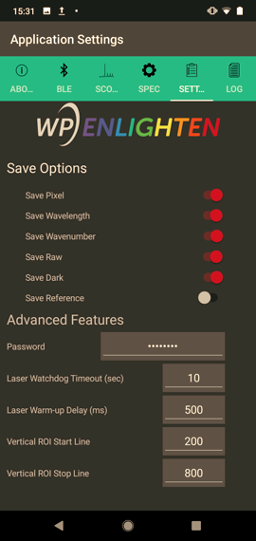 15:31
Application Settings
ABO... BLE SCO... SPEC SETT... LOG
WP ENLIGHTEN
Save Options
Save Pixel
Save Wavelength
Save Wavenumber
Save Raw
Save Dark
Save Reference
Advanced Features
Password ••••••••
Laser Watchdog Timeout (sec) 10
Laser Warm-up Delay (ms) 500
Vertical ROI Start Line 200
Vertical ROI Stop Line 800